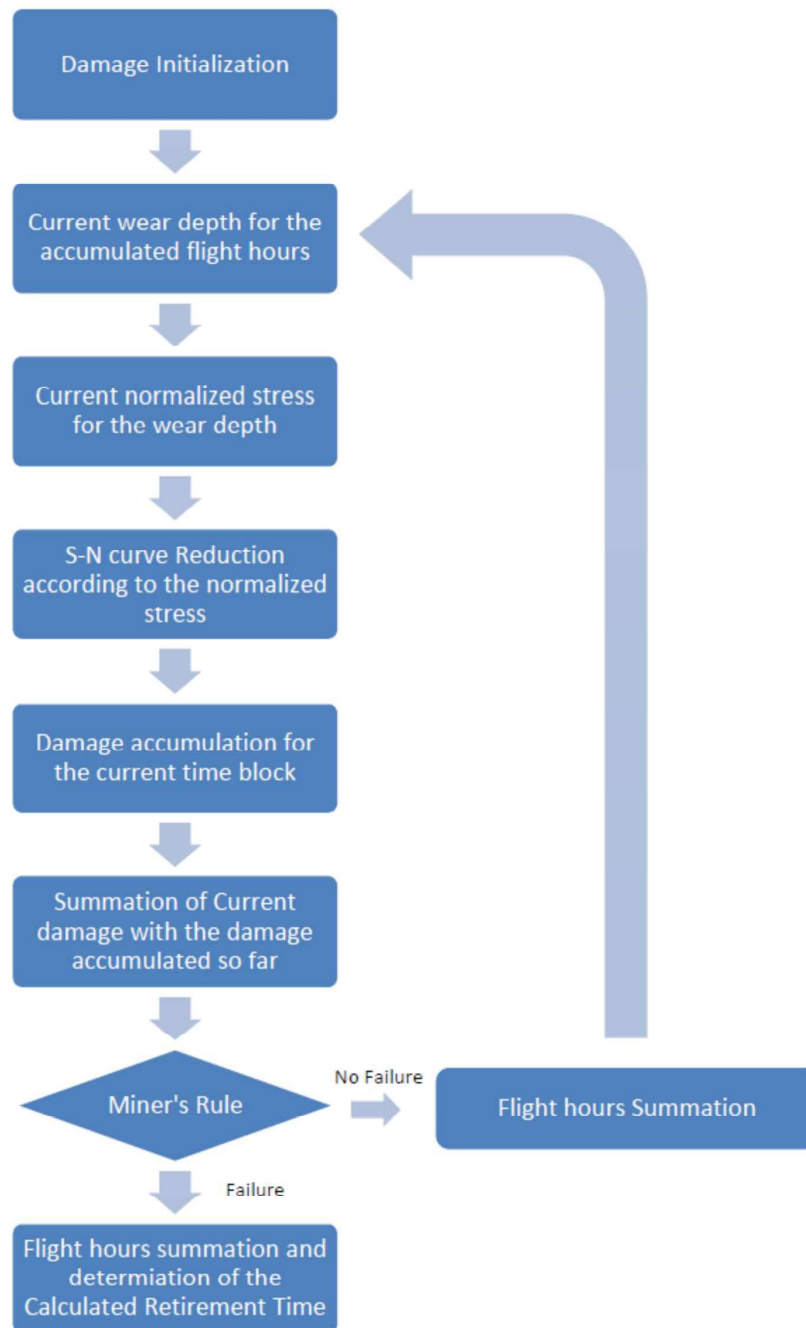 Damage Initialization
Current wear depth for the
accumulated flight hours
Current normalized stress
for the wear depth
S-N curve Reduction
according to the normalized
stress
Damage accumulation for
the current time block
Summation of Current
damage with the damage
accumulated so far
Miner's Rule
No Failure
Flight hours Summation
Failure
Flight hours summation and
determiation of the
Calculated Retirement Time